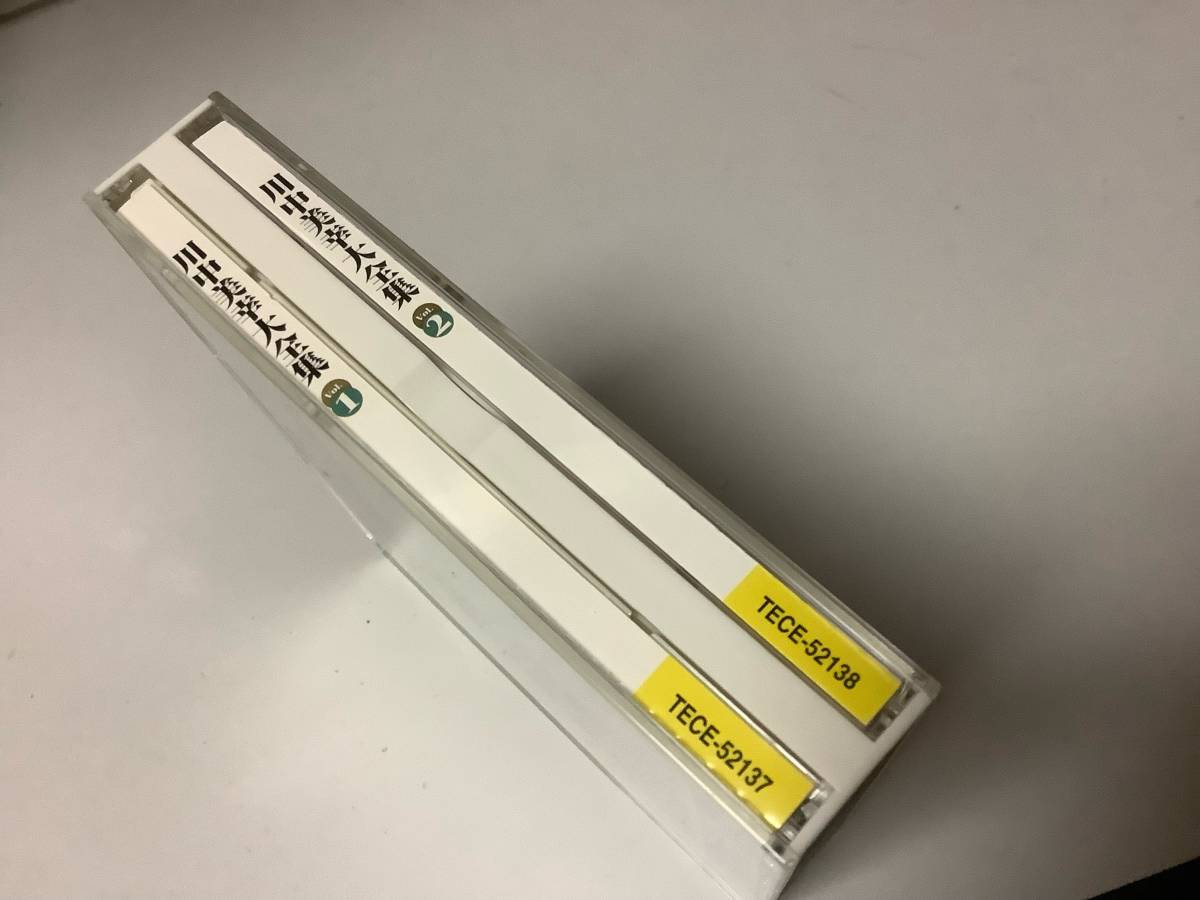 川中美幸大全集 Vol. 2
TECE-52138
川中美幸大全集 Vol. 1
TECE-52137